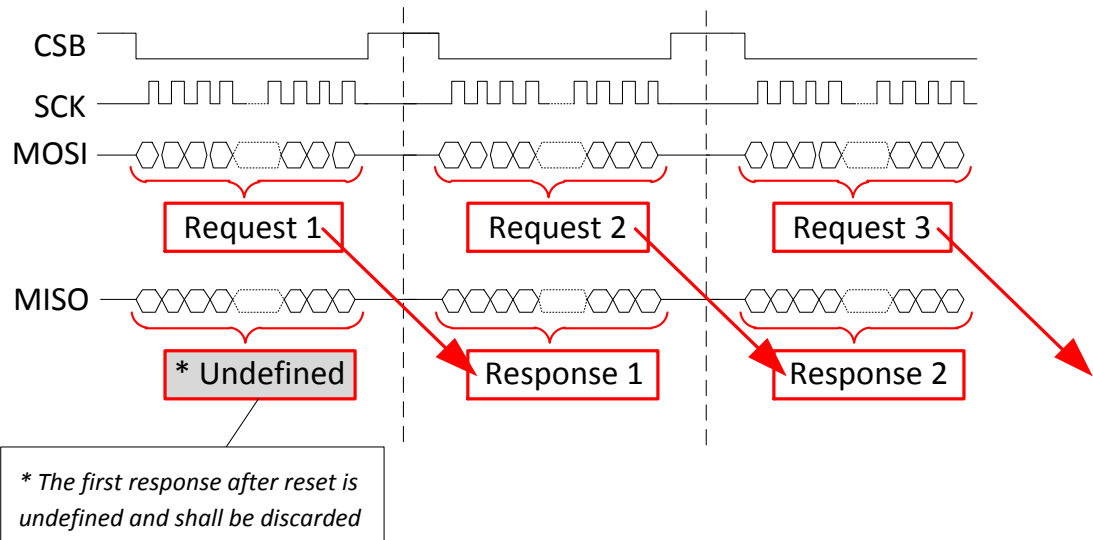 CSB
SCK
MOSI
Request 1
Request 2
Request 3
MISO
* Undefined
Response 1
Response 2
* The first response after reset is
undefined and shall be discarded